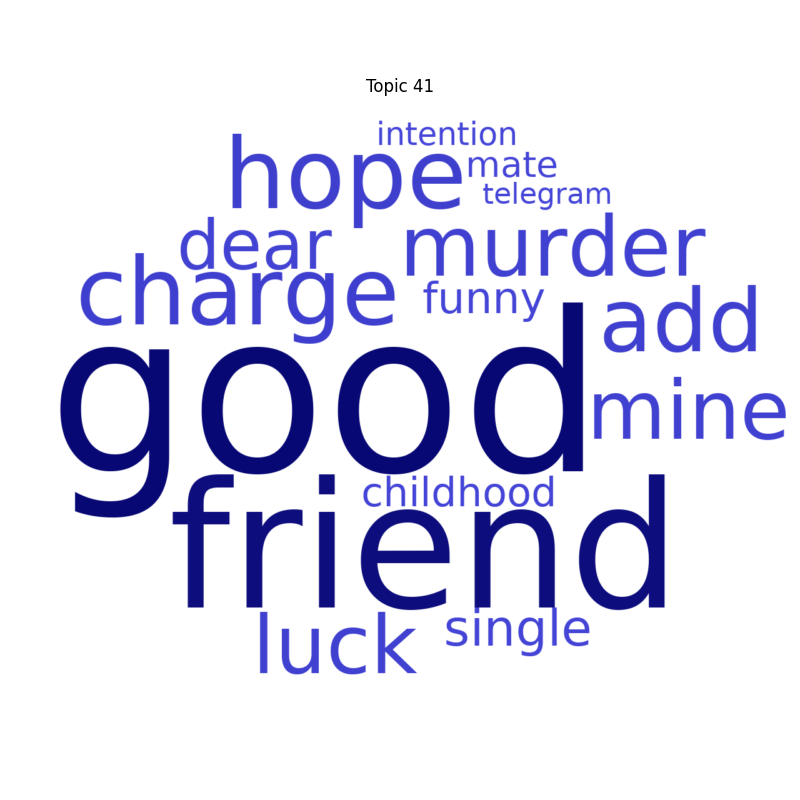 Topic 41
intention
hope mate
telegram
dear murder
charge funny
add
good
mine
childhood
friend
luck single